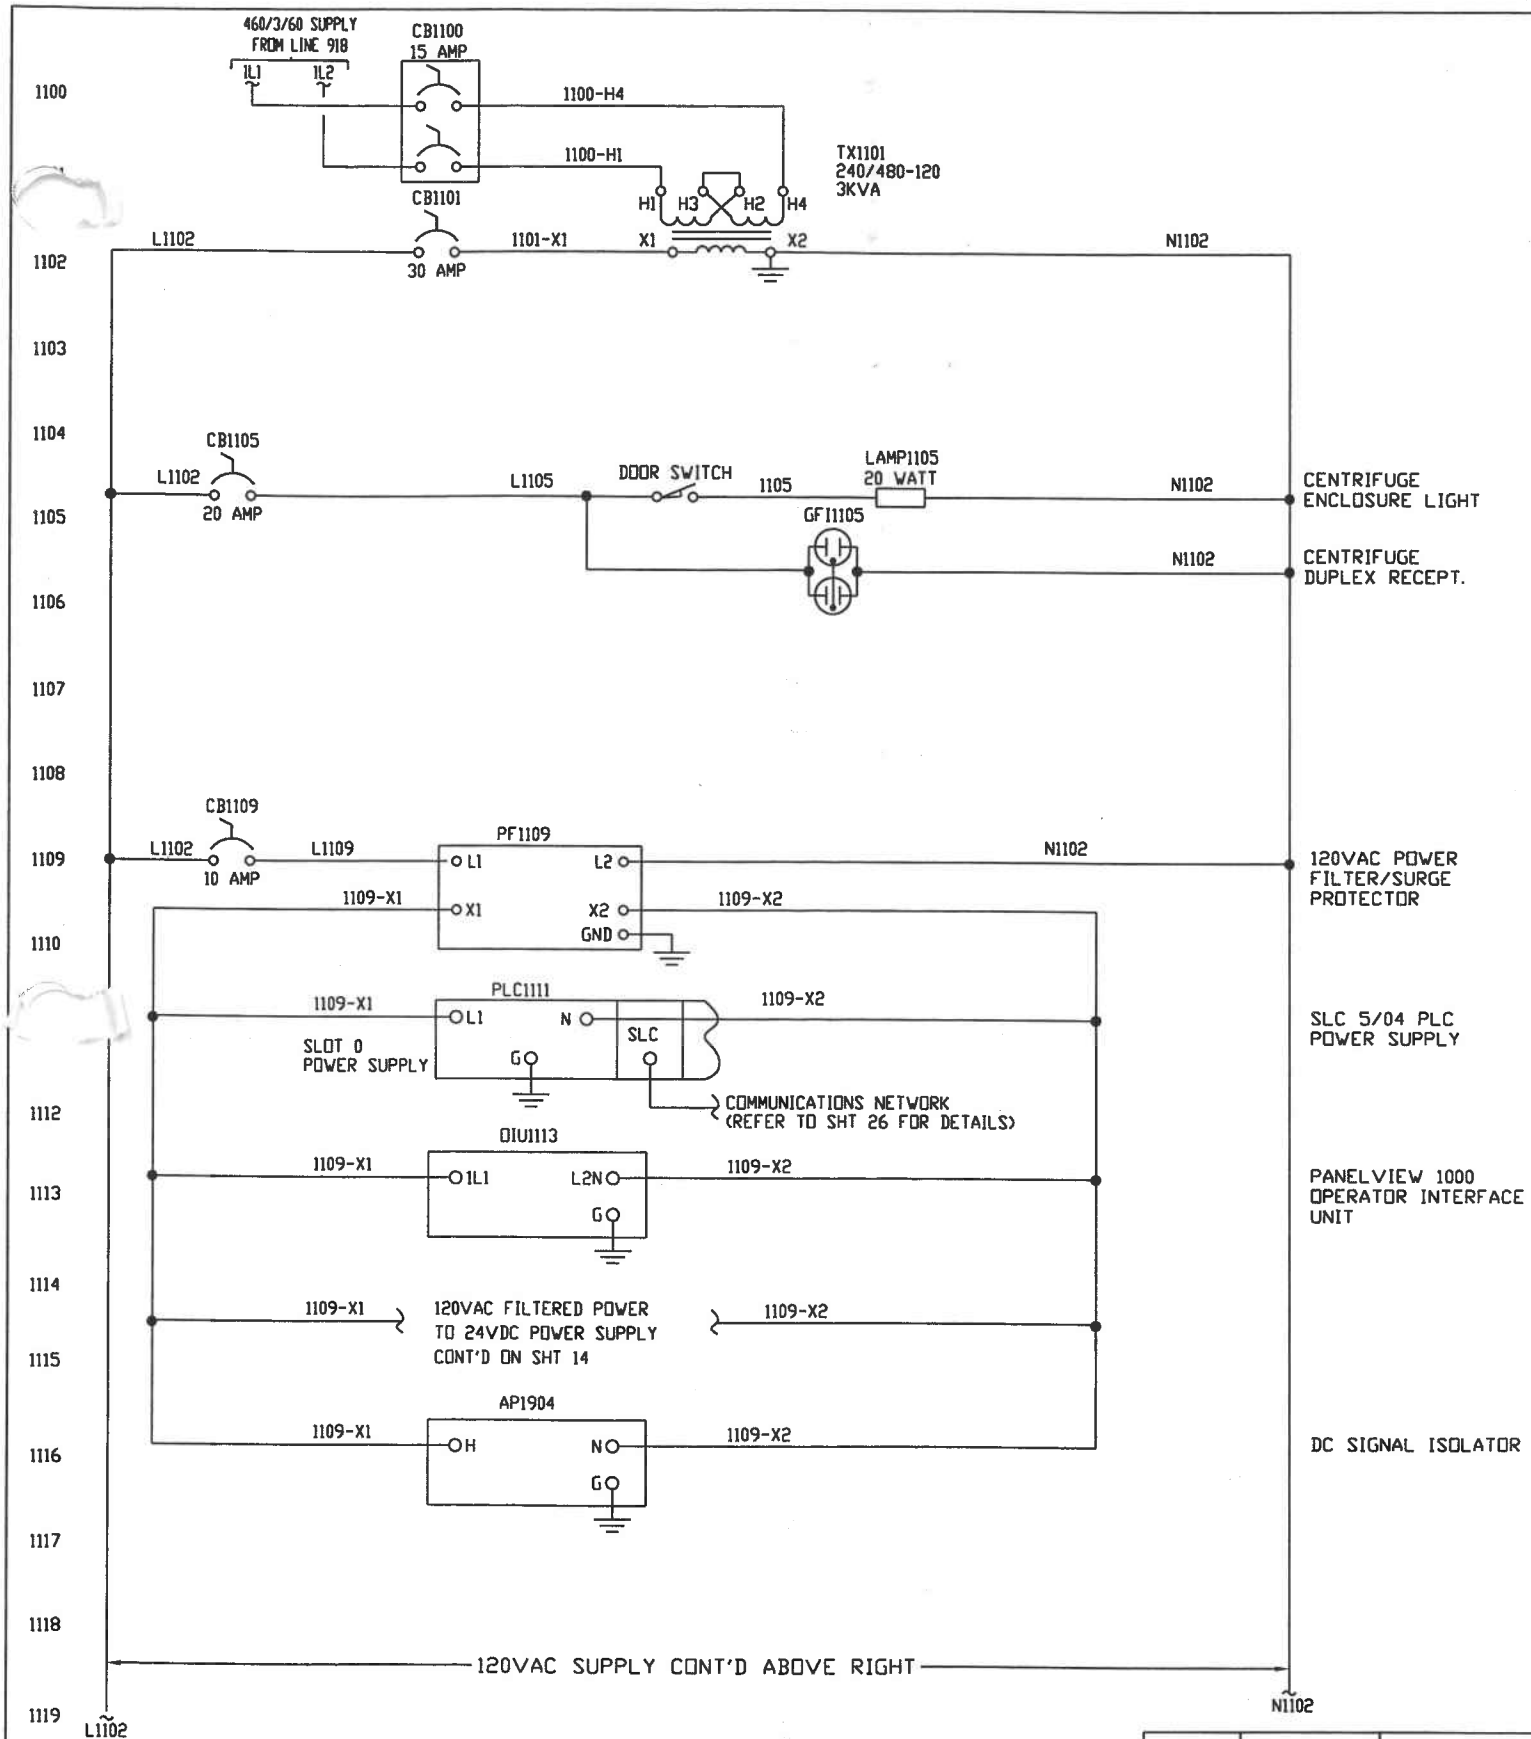 460/3/60 SUPPLY
FROM LINE 918
1L1
1L2
CB1100
15 AMP
1100
1100-H4
1100-H1
TX1101
240/480-120
3KVA
H1
H3
H2
H4
CB1101
L1102
30 AMP
1101-X1
X1
X2
N1102
1102
1103
1104
CB1105
L1102
20 AMP
L1105
DOOR SWITCH
1105
LAMP1105
20 WATT
N1102
CENTRIFUGE
ENCLOSURE LIGHT
1105
GFI1105
N1102
CENTRIFUGE
DUPLEX RECEPT.
1106
1107
1108
CB1109
1109
L1102
10 AMP
L1109
PF1109
L1
L2
N1102
120VAC POWER
FILTER/SURGE
PROTECTOR
1109-X1
X1
X2
1109-X2
GND
1110
PLC1111
1109-X1
L1
N
SLC
1109-X2
SLC 5/04 PLC
POWER SUPPLY
SLOT 0
POWER SUPPLY
G
1112
COMMUNICATIONS NETWORK
(REFER TO SHT 26 FOR DETAILS)
OIU1113
1109-X1
1L1
L2N
1109-X2
G
1113
PANELVIEW 1000
OPERATOR INTERFACE
UNIT
1114
1109-X1
120VAC FILTERED POWER
TO 24VDC POWER SUPPLY
CONT'D ON SHT 14
1109-X2
1115
AP1904
1109-X1
H
N
1109-X2
G
1116
DC SIGNAL ISOLATOR
1117
1118
120VAC SUPPLY CONT'D ABOVE RIGHT
1119
L1102
N1102